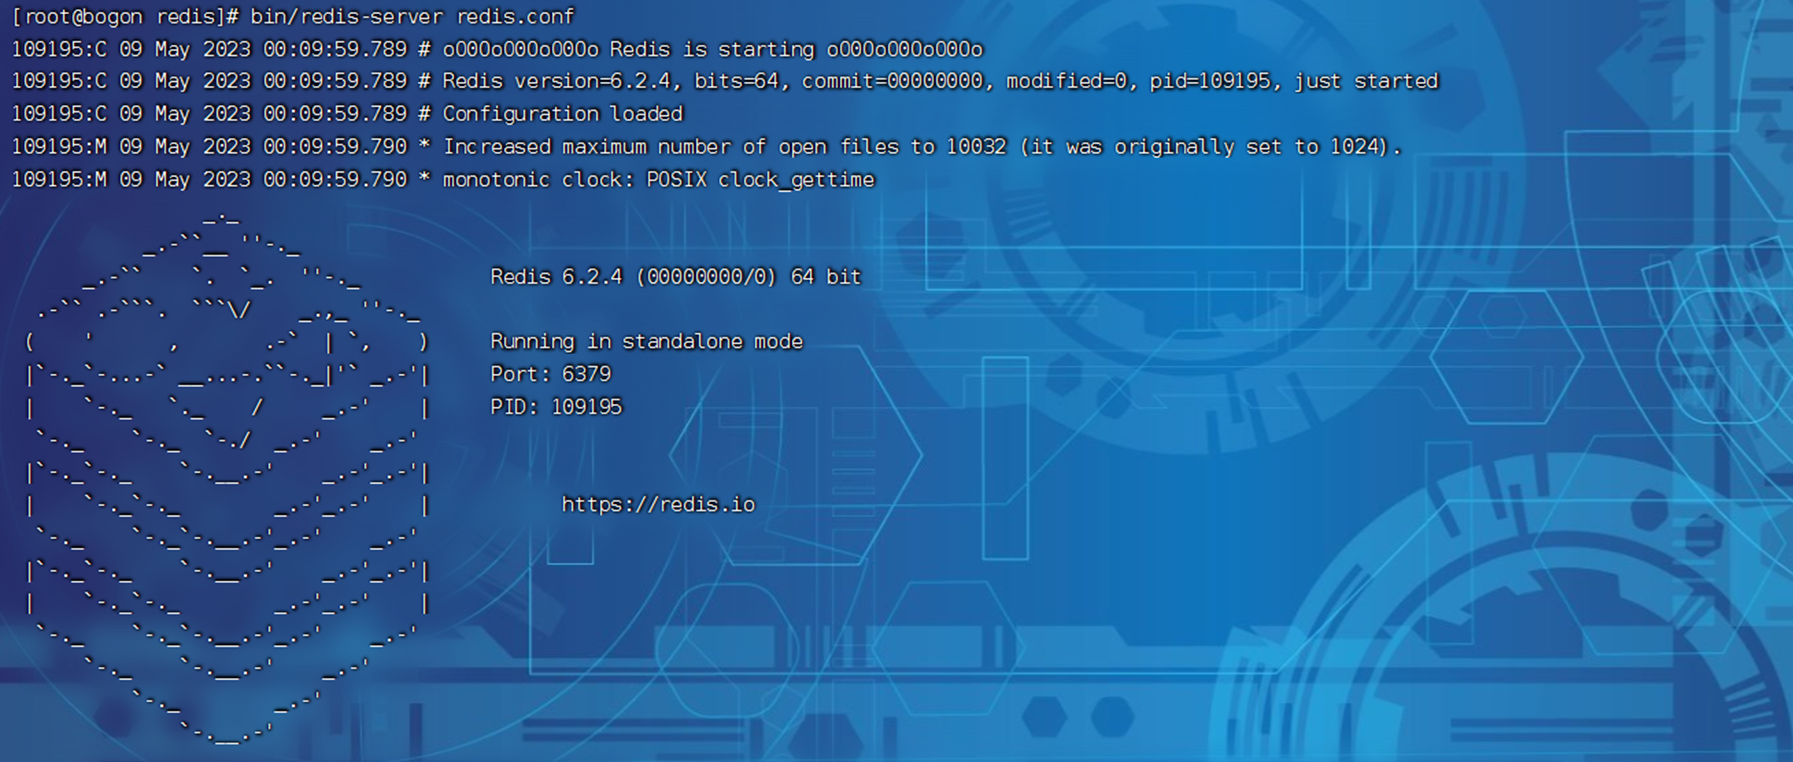 [root@bogon redis]# bin/redis-server redis.conf
109195:C 09 May 2023 00:09:59.789 # oO0OoO0OoO0Oo Redis is starting oO0OoO0OoO0Oo
109195:C 09 May 2023 00:09:59.789 # Redis version=6.2.4, bits=64, commit=00000000, modified=0, pid=109195, just started
109195:C 09 May 2023 00:09:59.789 # Configuration loaded
109195:M 09 May 2023 00:09:59.790 * Increased maximum number of open files to 10032 (it was originally set to 1024).
109195:M 09 May 2023 00:09:59.790 * monotonic clock: POSIX clock_gettime
Redis 6.2.4 (00000000/0) 64 bit
Running in standalone mode
Port: 6379
PID: 109195
https://redis.io